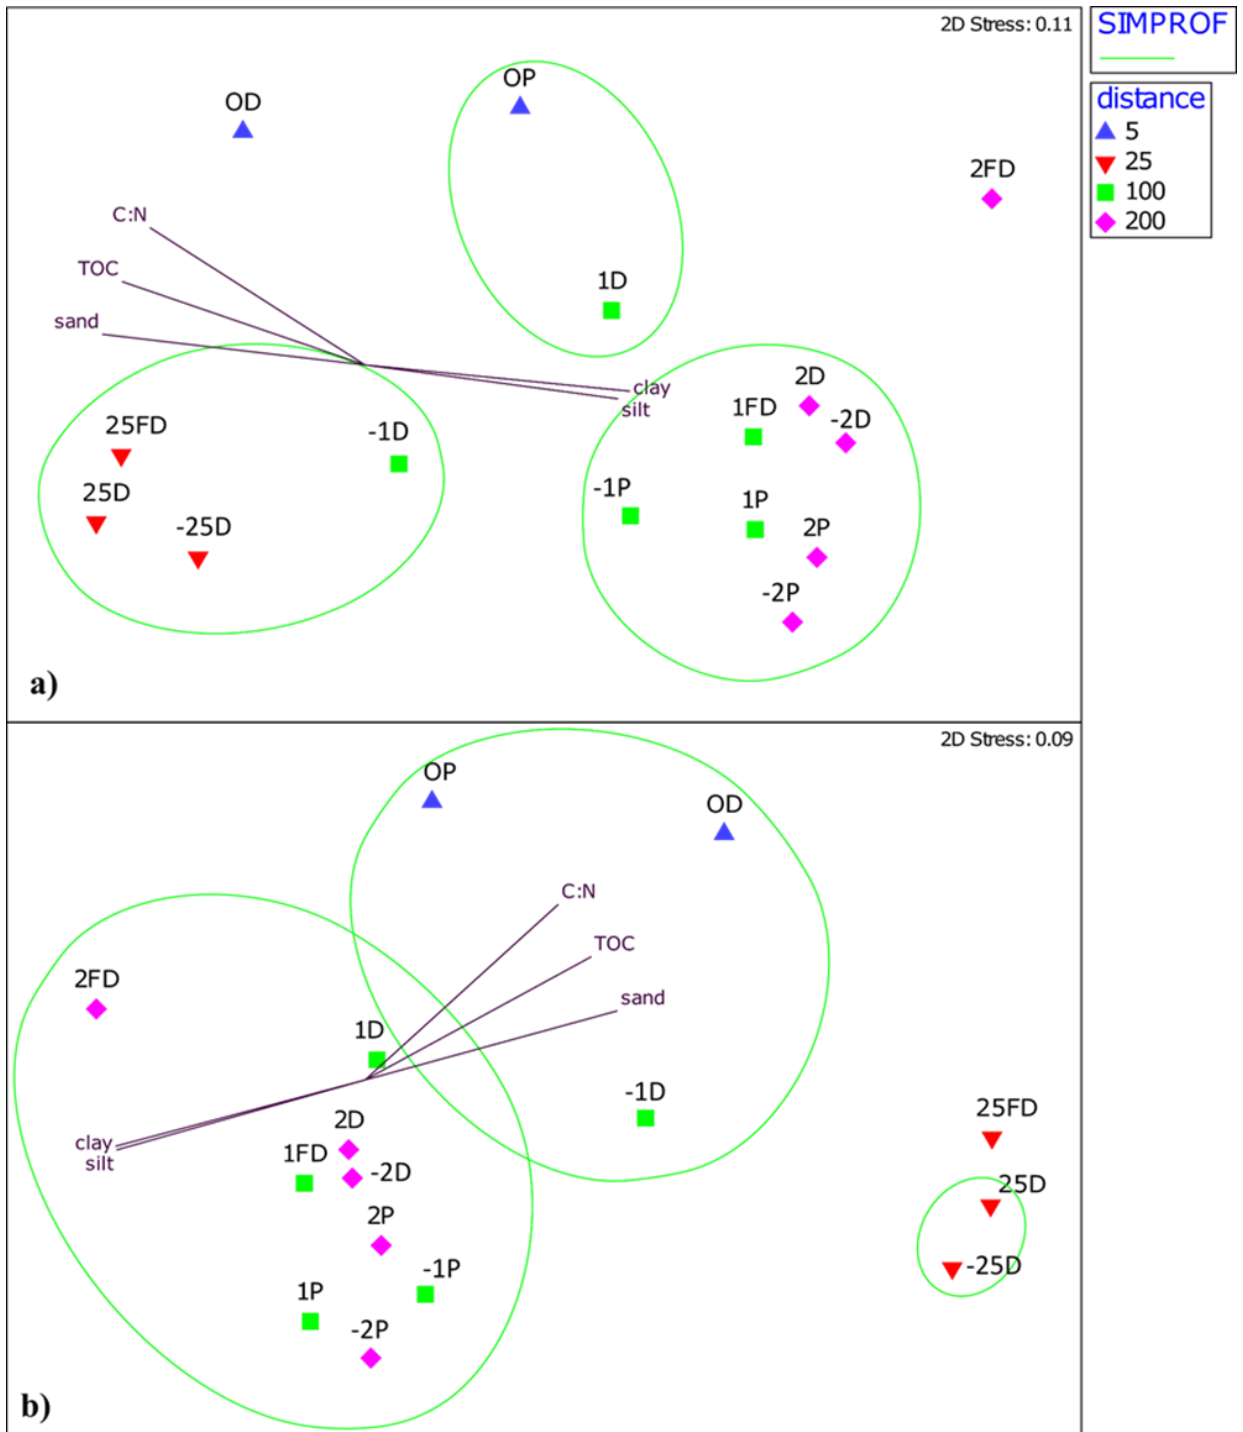 2D Stress: 0.11
SIMPROF
distance
5
25
100
200
OD
OP
2FD
C:N
TOC
sand
1D
clay
silt
2D
1FD
-2D
25FD
-1D
25D
-25D
-1P
1P
2P
-2P
a)
2D Stress: 0.09
OP
OD
C:N
TOC
sand
2FD
1D
-1D
clay
silt
2D
1FD
-2D
2P
-1P
1P
-2P
25FD
25D
-25D
b)